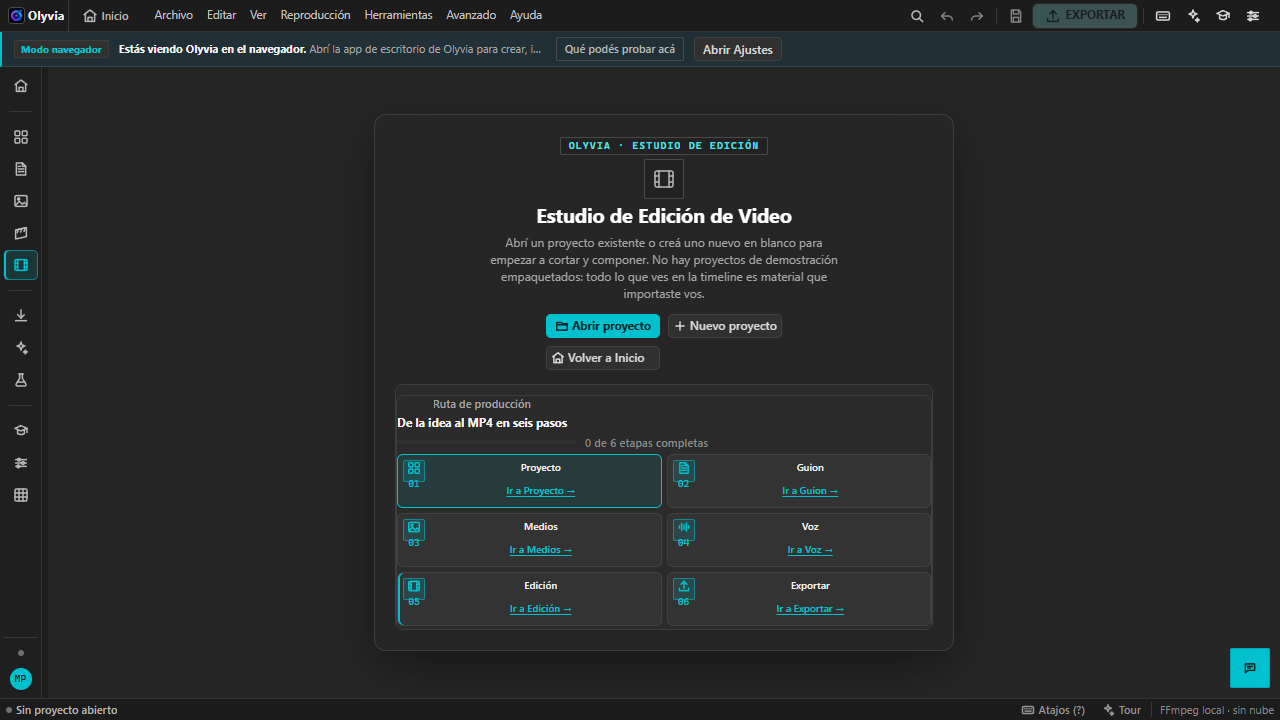 Olyvia
Inicio
Archivo Editar Ver Reproducción Herramientas Avanzado Ayuda
EXPORTAR
Modo navegador
Estás viendo Olyvia en el navegador. Abrí la app de escritorio de Olyvia para crear, i...
Qué podés probar acá
Abrir Ajustes
OLYVIA · ESTUDIO DE EDICIÓN
Estudio de Edición de Video
Abrí un proyecto existente o creá uno nuevo en blanco para
empezar a cortar y componer. No hay proyectos de demostración
empaquetados: todo lo que ves en la timeline es material que
importaste vos.
Abrir proyecto
Nuevo proyecto
Volver a Inicio
Ruta de producción
De la idea al MP4 en seis pasos
0 de 6 etapas completas
01
Proyecto
Ir a Proyecto →
02
Guion
Ir a Guion →
03
Medios
Ir a Medios →
04
Voz
Ir a Voz →
05
Edición
Ir a Edición →
06
Exportar
Ir a Exportar →
MP
Sin proyecto abierto
Atajos (?)
Tour
FFmpeg local · sin nube